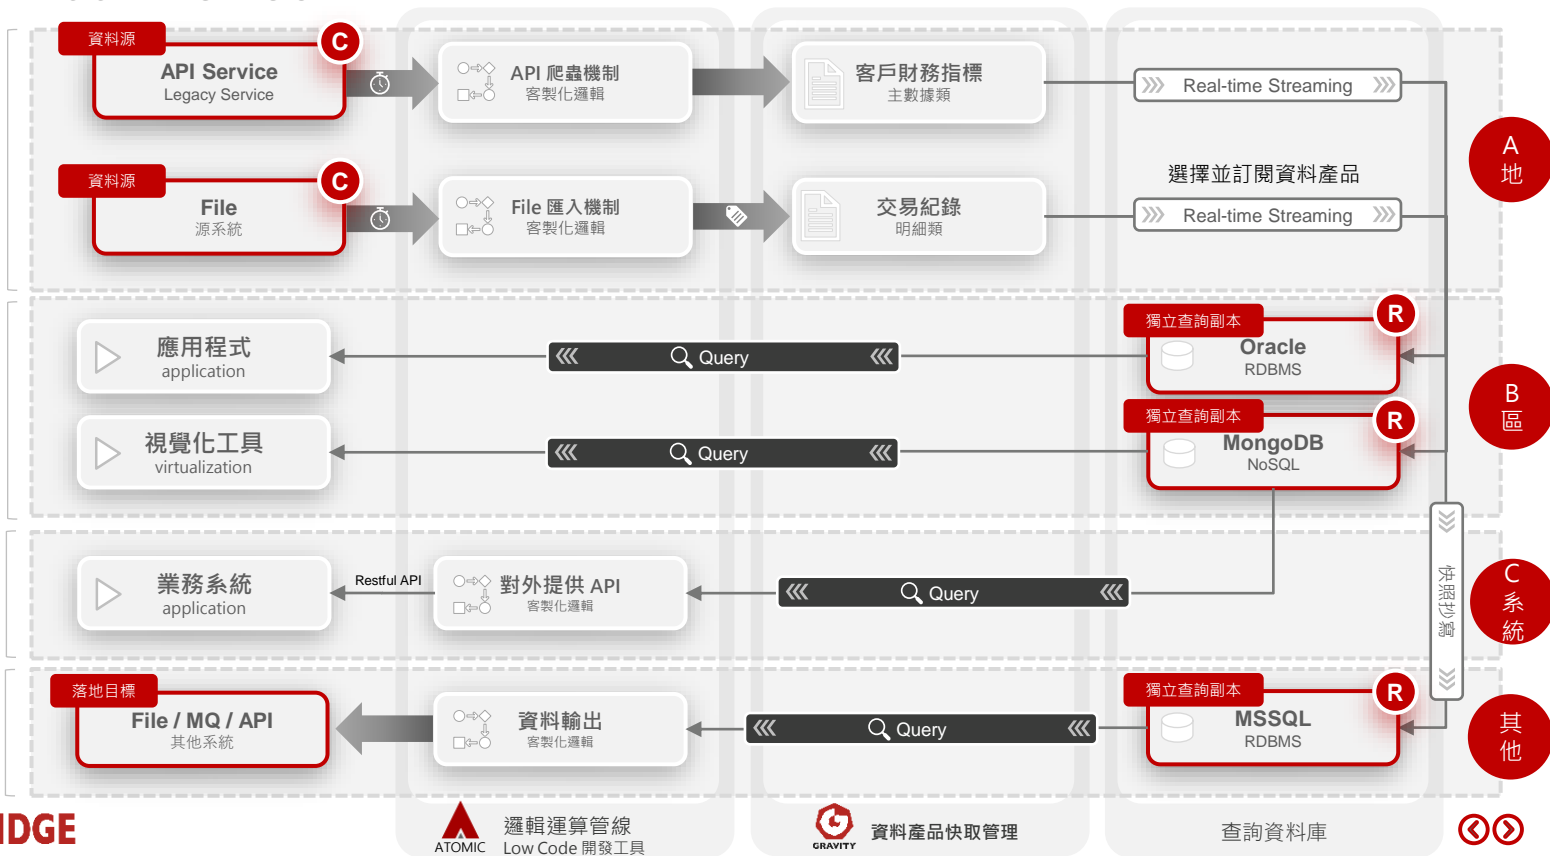 資料源
C
API Service
Legacy Service
API 爬蟲機制
客製化邏輯
客戶財務指標
主數據類
Real-time Streaming
A
地
資料源
C
File
源系統
File 匯入機制
客製化邏輯
交易紀錄
明細類
選擇並訂閱資料產品
Real-time Streaming
應用程式
application
Query
獨立查詢副本
R
Oracle
RDBMS
B
區
視覺化工具
virtualization
Query
獨立查詢副本
R
MongoDB
NoSQL
業務系統
application
Restful API
對外提供 API
客製化邏輯
Query
快照抄寫
C
系
統
落地目標
File / MQ / API
其他系統
資料輸出
客製化邏輯
Query
獨立查詢副本
R
MSSQL
RDBMS
其
他
IDGE
ATOMIC
邏輯運算管線
Low Code 開發工具
GRAVITY
資料產品快取管理
查詢資料庫